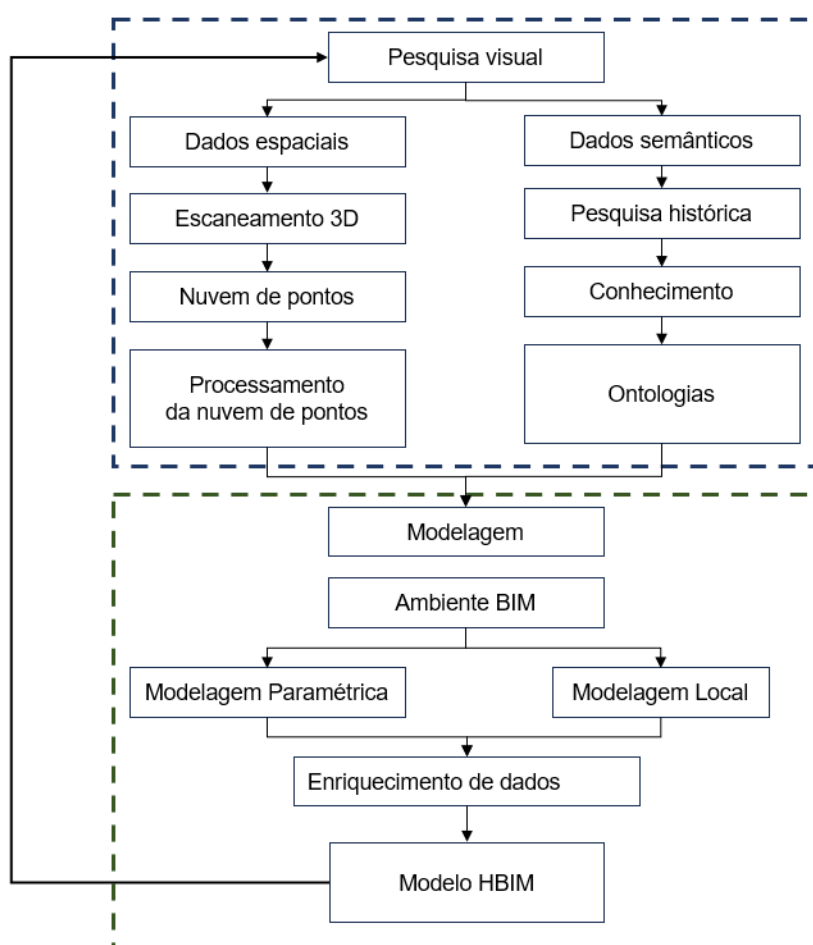 Pesquisa visual
Dados espaciais
Dados semânticos
Escaneamento 3D
Pesquisa histórica
Nuvem de pontos
Conhecimento
Processamento
da nuvem de pontos
Ontologias
Modelagem
Ambiente BIM
Modelagem Paramétrica
Modelagem Local
Enriquecimento de dados
Modelo HBIM